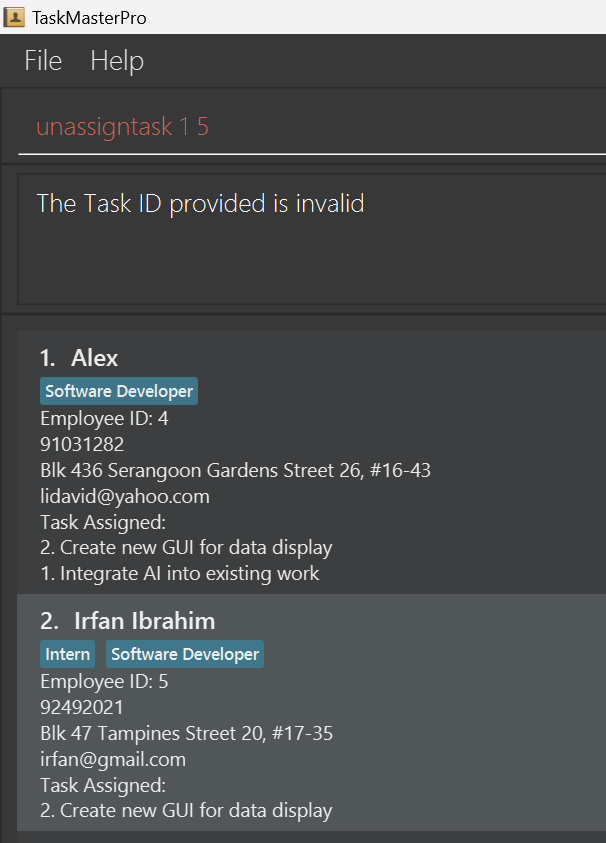 TaskMasterPro
File Help
unassigntask 1 5
The Task ID provided is invalid
1. Alex
Software Developer
Employee ID: 4
91031282
Blk 436 Serangoon Gardens Street 26, #16-43
lidavid@yahoo.com
Task Assigned:
2. Create new GUI for data display
1. Integrate AI into existing work
2. Irfan Ibrahim
Intern Software Developer
Employee ID: 5
92492021
Blk 47 Tampines Street 20, #17-35
irfan@gmail.com
Task Assigned:
2. Create new GUI for data display